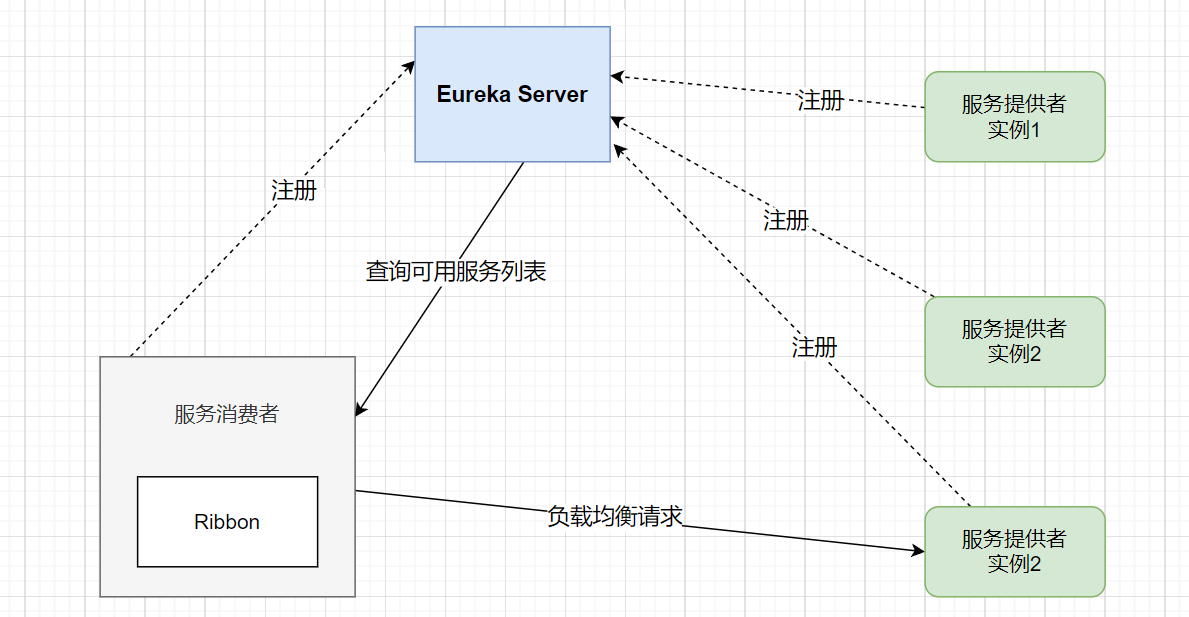 Eureka Server
服务提供者
实例1
注册
注册
注册
服务提供者
实例2
查询可用服务列表
注册
服务消费者
Ribbon
负载均衡请求
服务提供者
实例2